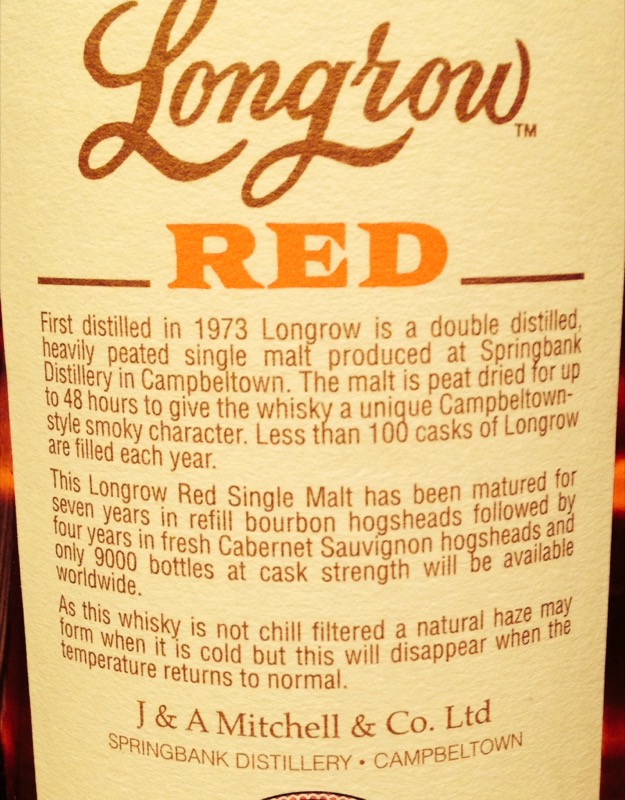 Longrow™
RED
First distilled in 1973 Longrow is a double distilled,
heavily peated single malt produced at Springbank
Distillery in Campbeltown. The malt is peat dried for up
to 48 hours to give the whisky a unique Campbeltown-
style smoky character. Less than 100 casks of Longrow
are filled each year.
This Longrow Red Single Malt has been matured for
seven years in refill bourbon hogsheads followed by
four years in fresh Cabernet Sauvignon hogsheads and
only 9000 bottles at cask strength will be available
worldwide.
As this whisky is not chill filtered a natural haze may
form when it is cold but this will disappear when the
temperature returns to normal.
J & A Mitchell & Co. Ltd
SPRINGBANK DISTILLERY • CAMPBELTOWN